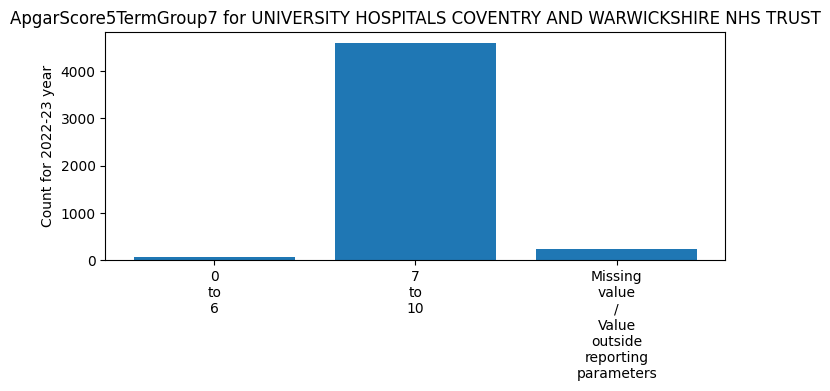 ApgarScore5TermGroup7 for UNIVERSITY HOSPITALS COVENTRY AND WARWICKSHIRE NHS TRUST
Count for 2022-23 year
4000
3000
2000
1000
0
0
to
6
7
to
10
Missing
value
/
Value
outside
reporting
parameters